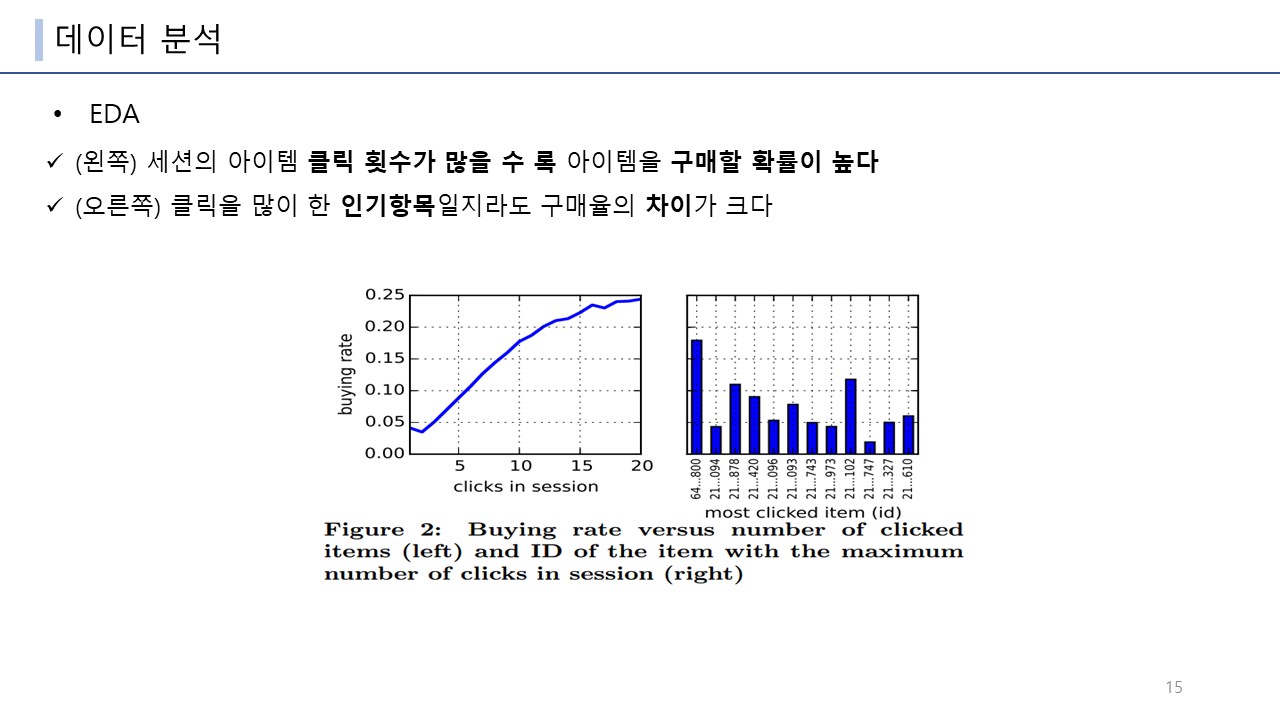 데이터 분석
• EDA
✓ (왼쪽) 세션의 아이템 클릭 횟수가 많을 수 록 아이템을 구매할 확률이 높다
✓ (오른쪽) 클릭을 많이 한 인기항목일지라도 구매율의 차이가 크다
0.25
0.20
0.15
0.10
0.05
0.00
buying rate
5 10 15 20
clicks in session
64...800
21...094
21...878
21...420
21...096
21...093
21...743
21...973
21...102
21...747
21...327
21...610
most clicked item (id)
Figure 2: Buying rate versus number of clicked
items (left) and ID of the item with the maximum
number of clicks in session (right)
15